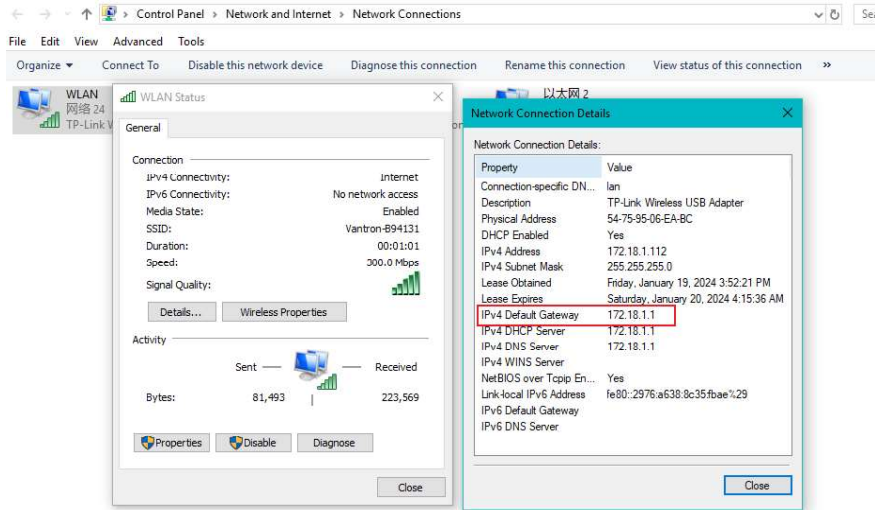 Control Panel > Network and Internet > Network Connections
File Edit View Advanced Tools
Organize Connect To Disable this network device Diagnose this connection Rename this connection View status of this connection »
WLAN
网络 24
TP-Link
以太网 2
WLAN Status
General
Connection
IPv4 Connectivity: Internet
IPv6 Connectivity: No network access
Media State: Enabled
SSID: Vantron-B94131
Duration: 00:01:01
Speed: 300.0 Mbps
Signal Quality:
Details... Wireless Properties
Activity
Sent Received
Bytes: 81,493 223,569
Properties Disable Diagnose
Close
Network Connection Details
Network Connection Details:
Property Value
Connection-specific DN... lan
Description TP-Link Wireless USB Adapter
Physical Address 54-75-95-06-EA-BC
DHCP Enabled Yes
IPv4 Address 172.18.1.112
IPv4 Subnet Mask 255.255.255.0
Lease Obtained Friday, January 19, 2024 3:52:21 PM
Lease Expires Saturday, January 20, 2024 4:15:36 AM
IPv4 Default Gateway 172.18.1.1
IPv4 DHCP Server 172.18.1.1
IPv4 DNS Server 172.18.1.1
IPv4 WINS Server
NetBIOS over Tcpip En... Yes
Link-local IPv6 Address fe80::2976:a638:8c35:fbae%29
IPv6 Default Gateway
IPv6 DNS Server
Close